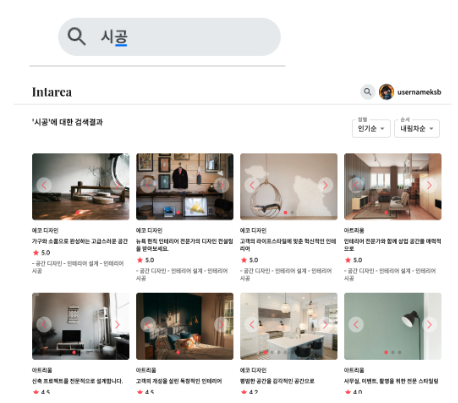 시공
Intarea
usernameksb
'시공'에 대한 검색결과
정렬
인기순
순서
내림차순
에코 디자인
가구와 소품으로 완성하는 고급스러운 공간
5.0
- 공간 디자인 - 인테리어 설계 - 인테리어
시공
에코 디자인
뉴욕 현직 인테리어 전문가의 디자인 컨설팅
을 받아보세요.
4.5
- 공간 디자인 - 인테리어 설계 - 인테리어
시공
에코 디자인
고객의 라이프스타일에 맞춘 혁신적인 인테
리어
5.0
- 공간 디자인 - 인테리어 설계 - 인테리어
시공
아트리움
인테리어 전문가와 함께 상업 공간을 매력적
으로
5.0
- 공간 디자인 - 인테리어 설계 - 인테리어
시공
아트리움
신축 프로젝트를 전문적으로 설계합니다.
4.5
아트리움
고객의 개성을 살린 독창적인 인테리어
4.5
에코 디자인
평범한 공간을 감각적인 공간으로
4.2
아트리움
사무실, 이벤트, 촬영을 위한 전문 스타일링
4.0